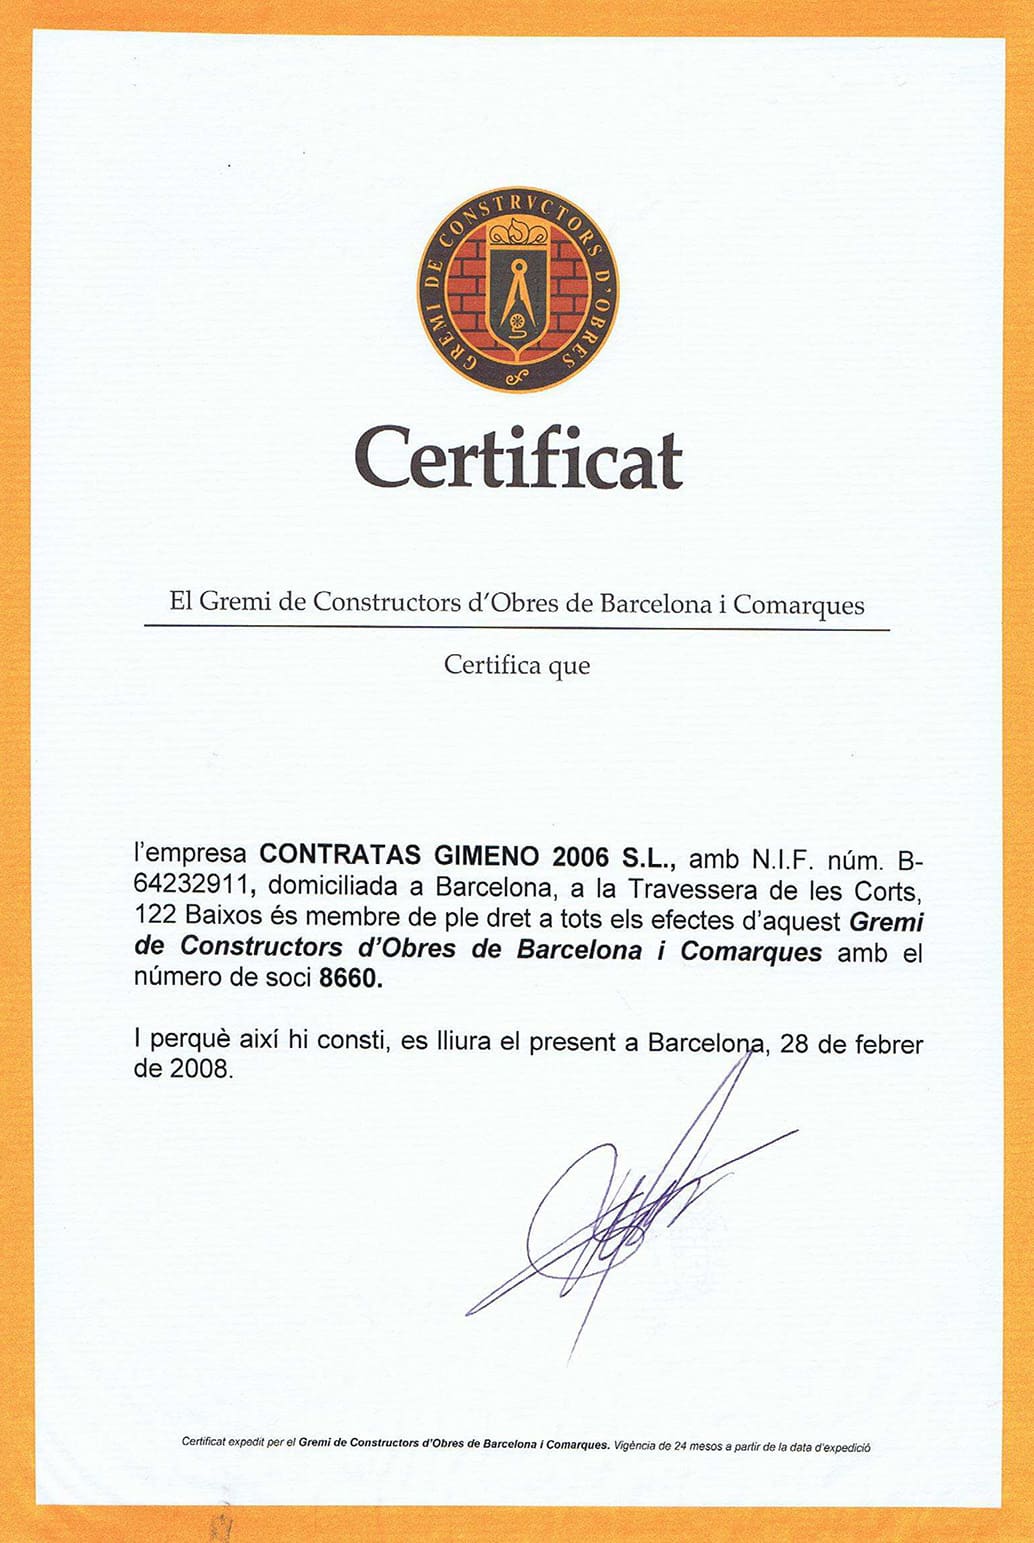 GREMI DE CONSTRVCTORS D'OBRES
Certificat
El Gremi de Constructors d'Obres de Barcelona i Comarques
Certifica que
l'empresa CONTRATAS GIMENO 2006 S.L., amb N.I.F. núm. B-
64232911, domiciliada a Barcelona, a la Travessera de les Corts,
122 Baixos és membre de ple dret a tots els efectes d'aquest Gremi
de Constructors d'Obres de Barcelona i Comarques amb el
número de soci 8660.
I perquè així hi consti, es lliura el present a Barcelona, 28 de febrer
de 2008.
Certificat expedit per el Gremi de Constructors d'Obres de Barcelona i Comarques. Vigència de 24 mesos a partir de la data d'expedició